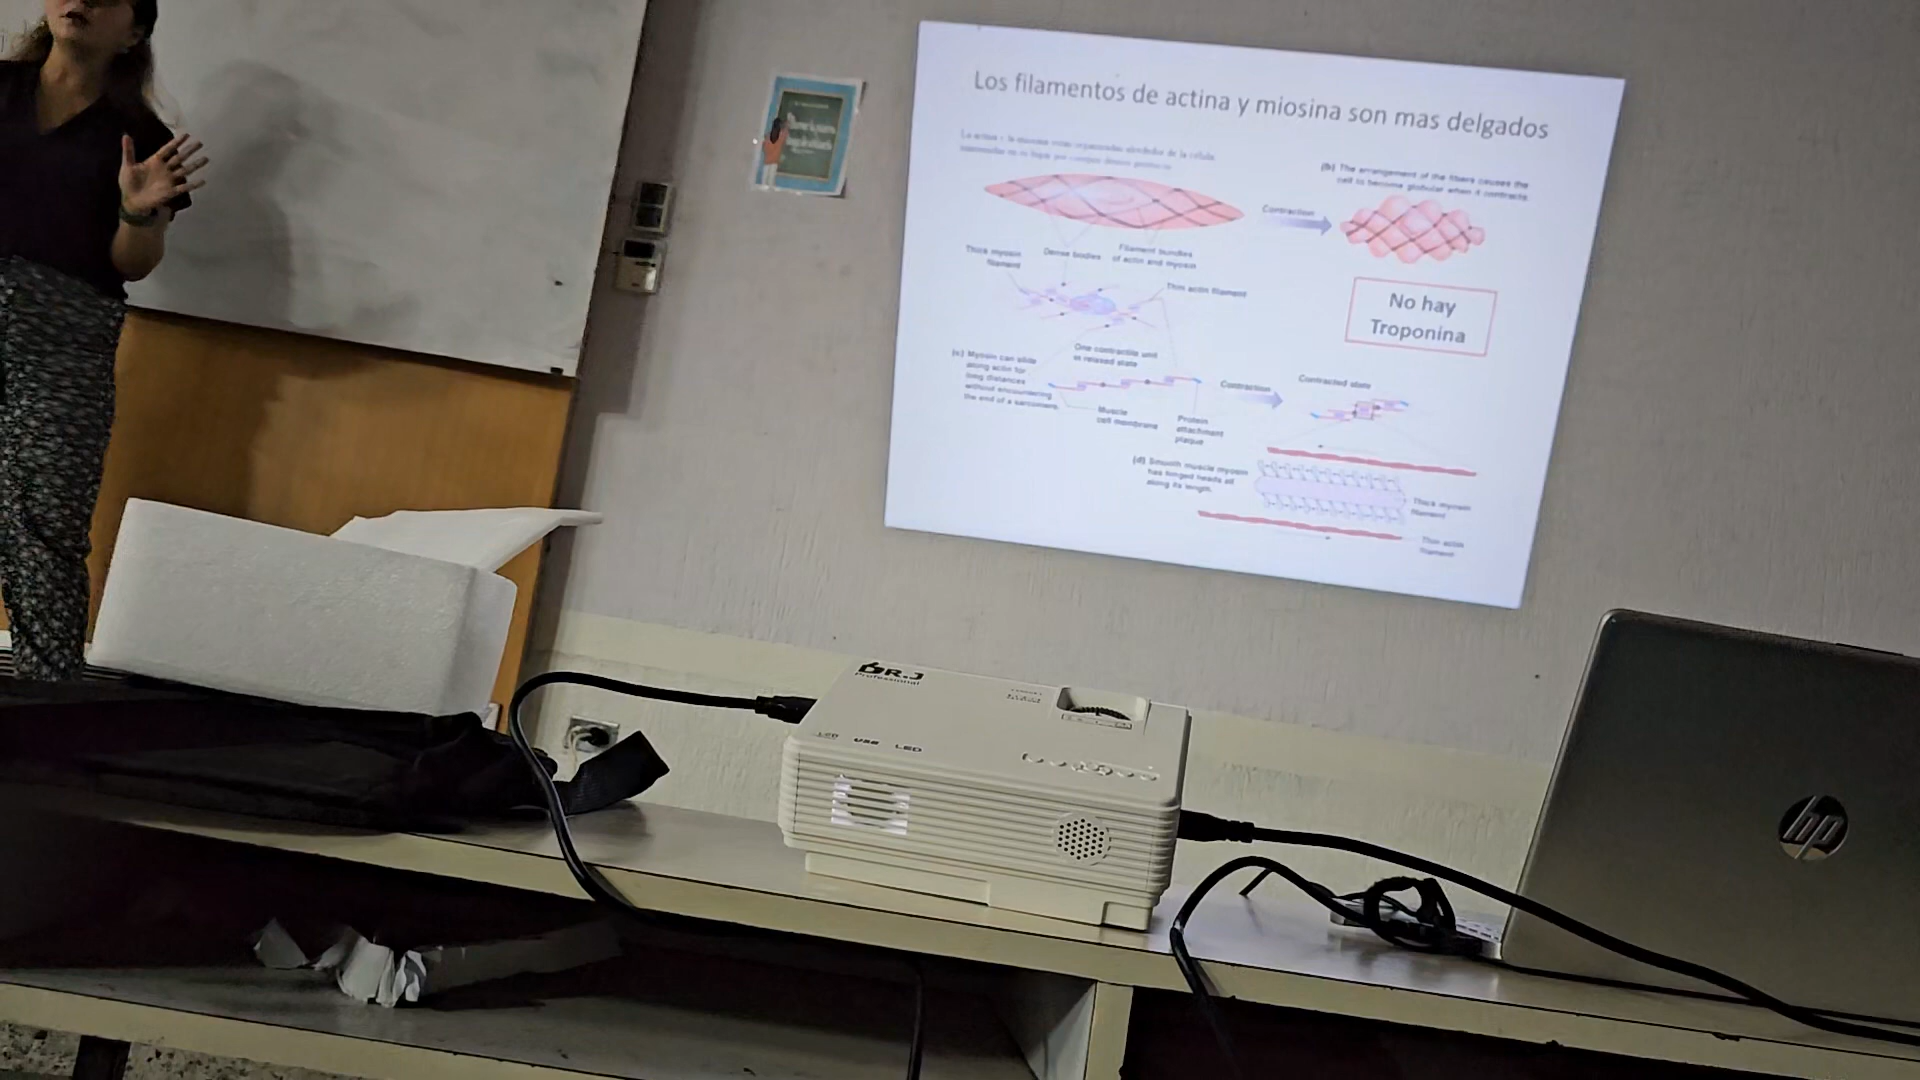 Los filamentos de actina y miosina son mas delgados
(b) The arrangement of the fibers causes the
cell to become globular when it contracts.
Contraction
Thick myosin
filament
Dense bodies
Filament bundles
of actin and myosin
Thin actin filament
No hay
Troponina
(c) Myosin can slide
along actin for
long distances
without encountering
the end of a sarcomere.
One contractile unit
in relaxed state
Contraction
Contracted state
Muscle
cell membrane
Protein
attachment
plaque
(d) Smooth muscle myosin
has hinged heads all
along its length.
Thick myosin
filament
Thin actin
filament
DR.J
Professional
USB
LED
hp